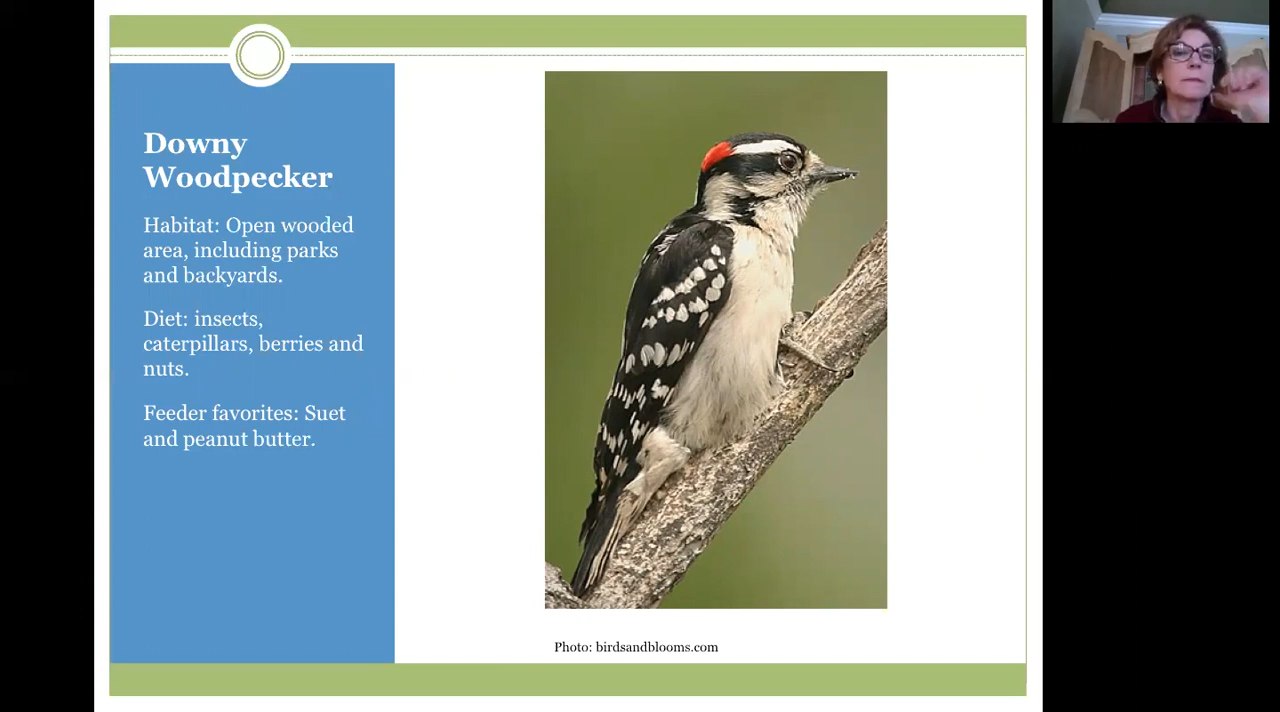 Downy
Woodpecker
Habitat: Open wooded
area, including parks
and backyards.
Diet: insects,
caterpillars, berries and
nuts.
Feeder favorites: Suet
and peanut butter.
Photo: birdsandblooms.com